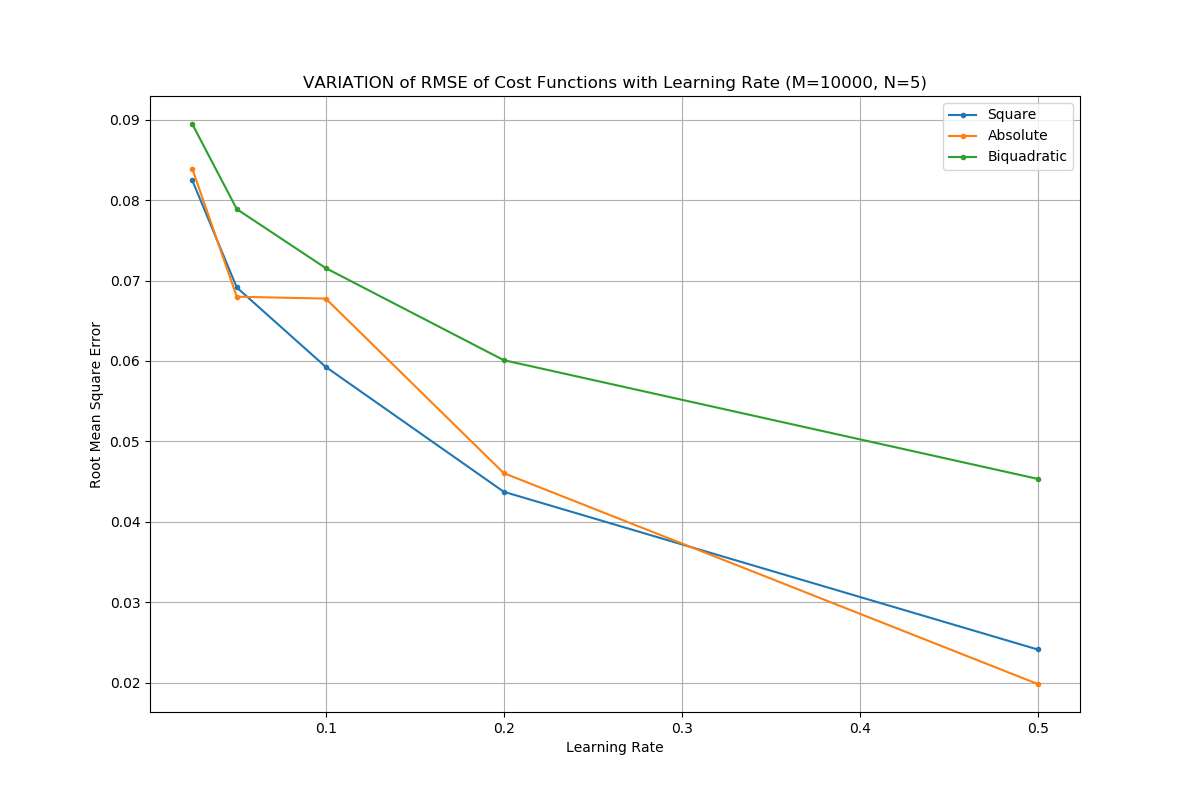 VARIATION of RMSE of Cost Functions with Learning Rate (M=10000, N=5)
Square
Absolute
Biquadratic
0.09
0.08
0.07
0.06
0.05
0.04
0.03
0.02
Root Mean Square Error
0.1 0.2 0.3 0.4 0.5
Learning Rate